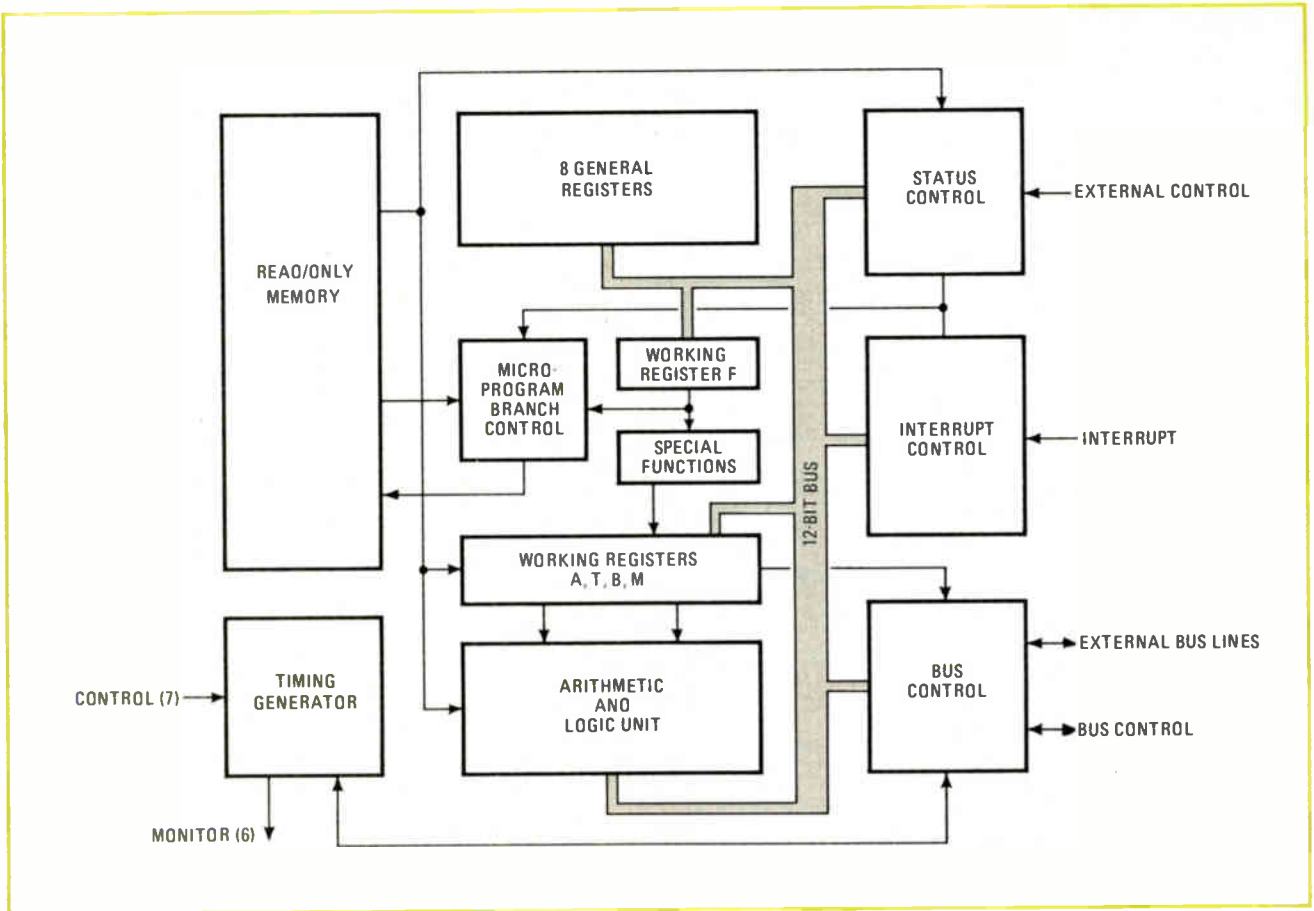 8 GENERAL
REGISTERS
STATUS
CONTROL
EXTERNAL CONTROL
READ/ONLY
MEMORY
MICRO-
PROGRAM
BRANCH
CONTROL
WORKING
REGISTER F
SPECIAL
FUNCTIONS
12-BIT BUS
INTERRUPT
CONTROL
INTERRUPT
WORKING REGISTERS
A, T, B, M
TIMING
GENERATOR
CONTROL (7)
MONITOR (6)
ARITHMETIC
AND
LOGIC UNIT
BUS
CONTROL
EXTERNAL BUS LINES
BUS CONTROL